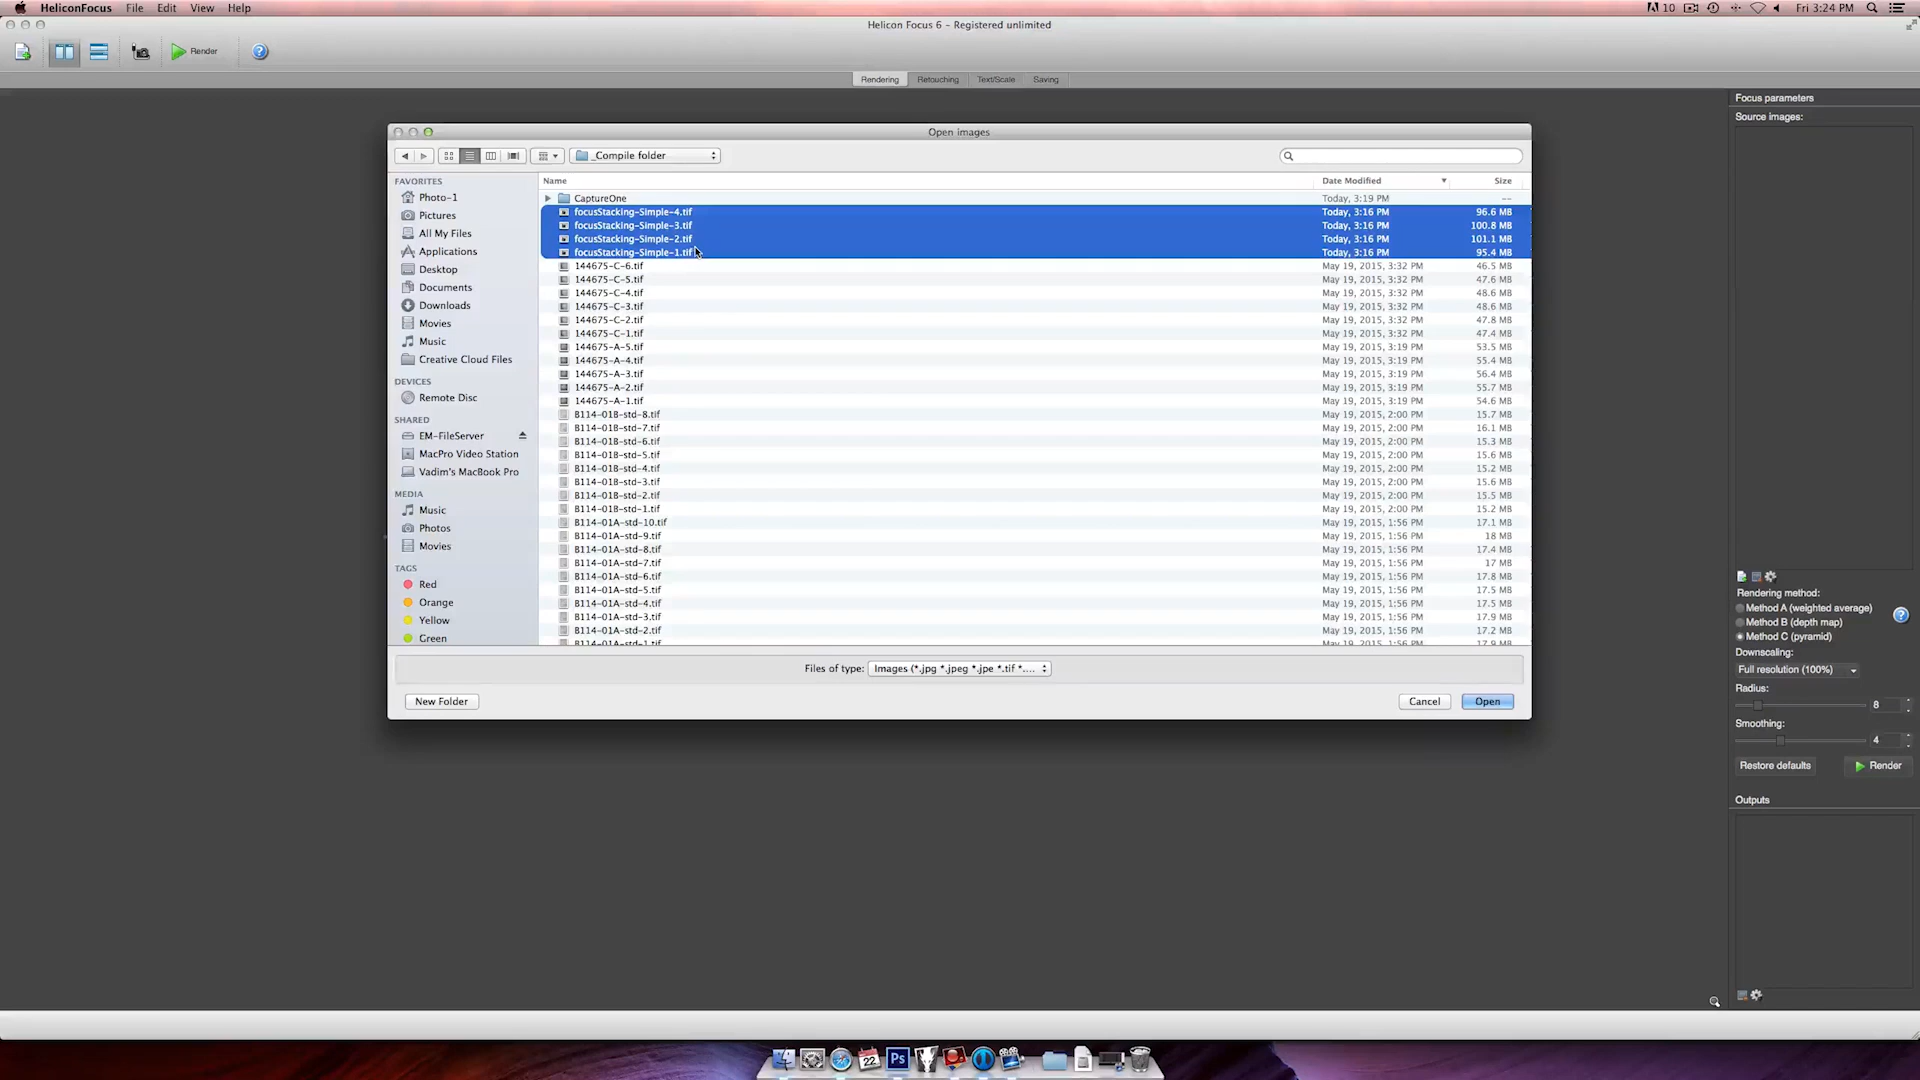 HeliconFocus File Edit View Help
10 Fri 3:24 PM
Helicon Focus 6 – Registered unlimited
Render
Rendering Retouching Text/Scale Saving
Open images
_Compile folder
FAVORITES
Photo-1
Pictures
All My Files
Applications
Desktop
Documents
Downloads
Movies
Music
Creative Cloud Files
DEVICES
Remote Disc
SHARED
EM-FileServer
MacPro Video Station
Vadim's MacBook Pro
MEDIA
Music
Photos
Movies
TAGS
Red
Orange
Yellow
Green
Name Date Modified Size
CaptureOne Today, 3:19 PM --
focusStacking-Simple-4.tif Today, 3:16 PM 96.6 MB
focusStacking-Simple-3.tif Today, 3:16 PM 100.8 MB
focusStacking-Simple-2.tif Today, 3:16 PM 101.1 MB
focusStacking-Simple-1.tif Today, 3:16 PM 95.4 MB
144675-C-6.tif May 19, 2015, 3:32 PM 46.5 MB
144675-C-5.tif May 19, 2015, 3:32 PM 47.6 MB
144675-C-4.tif May 19, 2015, 3:32 PM 48.6 MB
144675-C-3.tif May 19, 2015, 3:32 PM 48.6 MB
144675-C-2.tif May 19, 2015, 3:32 PM 47.8 MB
144675-C-1.tif May 19, 2015, 3:32 PM 47.4 MB
144675-A-5.tif May 19, 2015, 3:19 PM 53.5 MB
144675-A-4.tif May 19, 2015, 3:19 PM 55.4 MB
144675-A-3.tif May 19, 2015, 3:19 PM 56.4 MB
144675-A-2.tif May 19, 2015, 3:19 PM 55.7 MB
144675-A-1.tif May 19, 2015, 3:19 PM 54.6 MB
B114-01B-std-8.tif May 19, 2015, 2:00 PM 15.7 MB
B114-01B-std-7.tif May 19, 2015, 2:00 PM 16.1 MB
B114-01B-std-6.tif May 19, 2015, 2:00 PM 15.3 MB
B114-01B-std-5.tif May 19, 2015, 2:00 PM 15.6 MB
B114-01B-std-4.tif May 19, 2015, 2:00 PM 15.2 MB
B114-01B-std-3.tif May 19, 2015, 2:00 PM 15.6 MB
B114-01B-std-2.tif May 19, 2015, 2:00 PM 15.5 MB
B114-01B-std-1.tif May 19, 2015, 2:00 PM 15.2 MB
B114-01A-std-10.tif May 19, 2015, 1:56 PM 17.1 MB
B114-01A-std-9.tif May 19, 2015, 1:56 PM 18 MB
B114-01A-std-8.tif May 19, 2015, 1:56 PM 17.4 MB
B114-01A-std-7.tif May 19, 2015, 1:56 PM 17 MB
B114-01A-std-6.tif May 19, 2015, 1:56 PM 17.8 MB
B114-01A-std-5.tif May 19, 2015, 1:56 PM 17.5 MB
B114-01A-std-4.tif May 19, 2015, 1:56 PM 17.5 MB
B114-01A-std-3.tif May 19, 2015, 1:56 PM 17.9 MB
B114-01A-std-2.tif May 19, 2015, 1:56 PM 17.2 MB
B114-01A-std-1.tif May 19, 2015, 1:56 PM 17.9 MB
Files of type: Images (*.jpg *.jpeg *.jpe *.tif *....
New Folder Cancel Open
Focus parameters
Source images:
Rendering method:
Method A (weighted average)
Method B (depth map)
Method C (pyramid)
Downscaling:
Full resolution (100%)
Radius:
8
Smoothing:
4
Restore defaults Render
Outputs
22 Ps